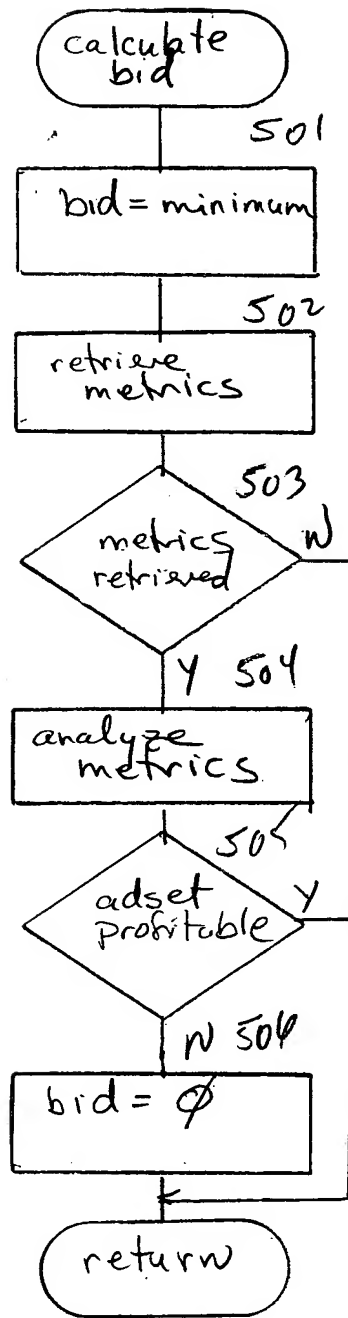 calculate
bid
501
bid = minimum
502
retrieve
metrics
503
metrics
retrieved
N
Y 504
analyze
metrics
505
adset
profitable
Y
N 506
bid = Ø
return